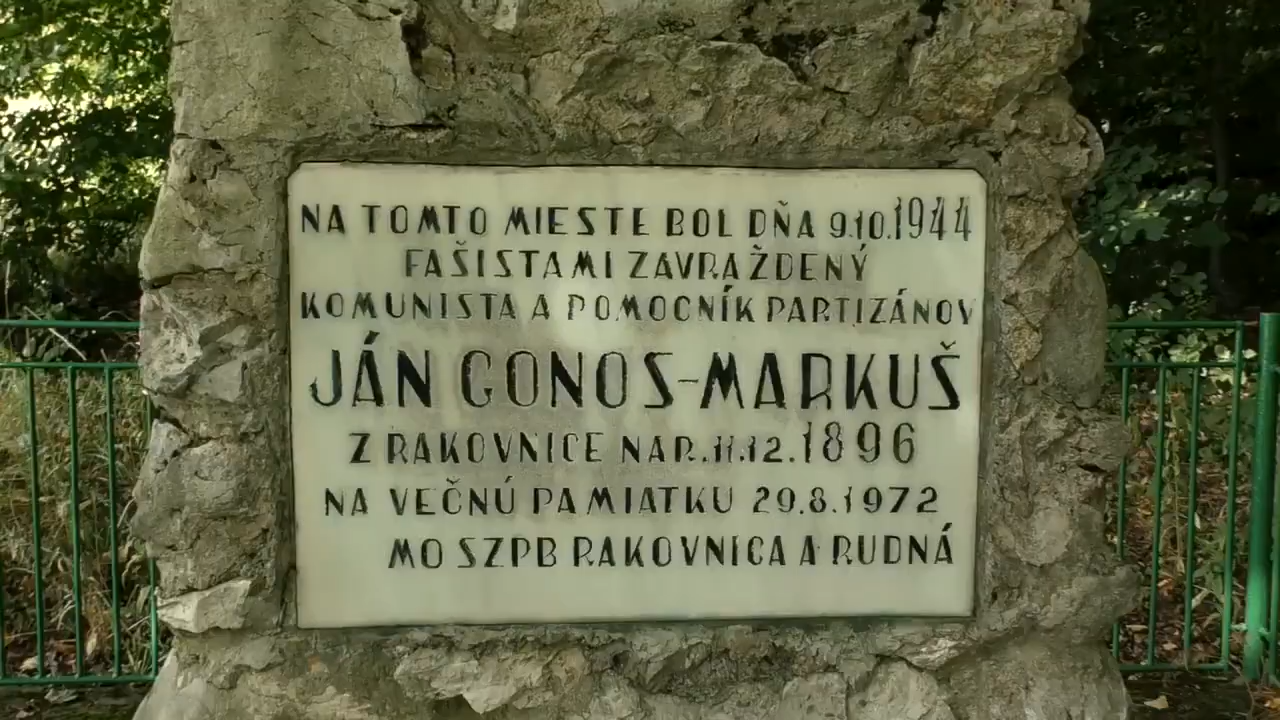 NA TOMTO MIESTE BOL DŇA 9.10.1944
FAŠISTAMI ZAVRAŽDENÝ
KOMUNISTA A POMOCNÍK PARTIZÁNOV
JÁN GONOS-MARKUŠ
Z RAKOVNICE NAR.11.12.1896
NA VEČNÚ PAMIATKU 29.8.1972
MO SZPB RAKOVNICA A RUDNÁ